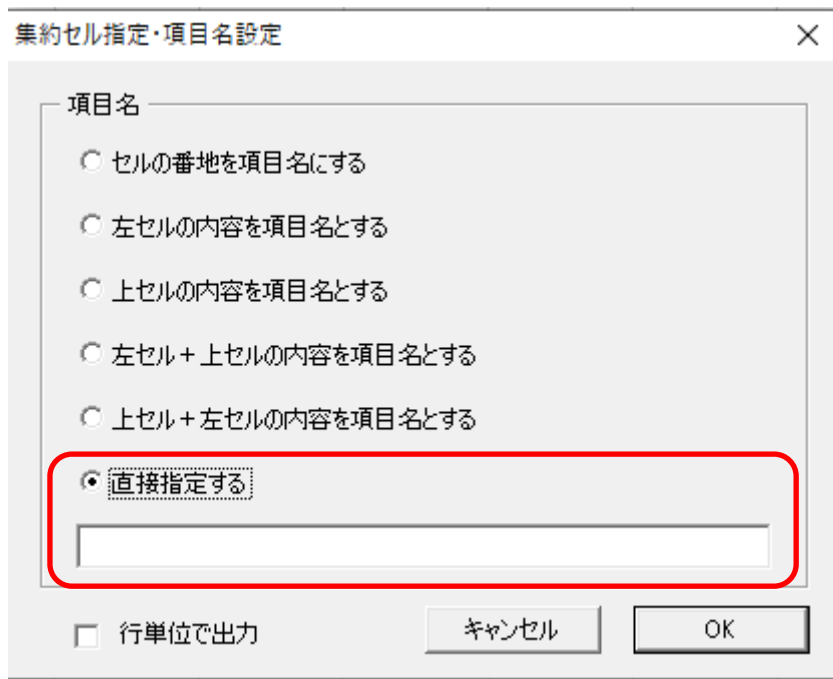 集約セル指定・項目名設定
項目名
セルの番地を項目名にする
左セルの内容を項目名とする
上セルの内容を項目名とする
左セル+上セルの内容を項目名とする
上セル+左セルの内容を項目名とする
直接指定する
行単位で出力
キャンセル
OK